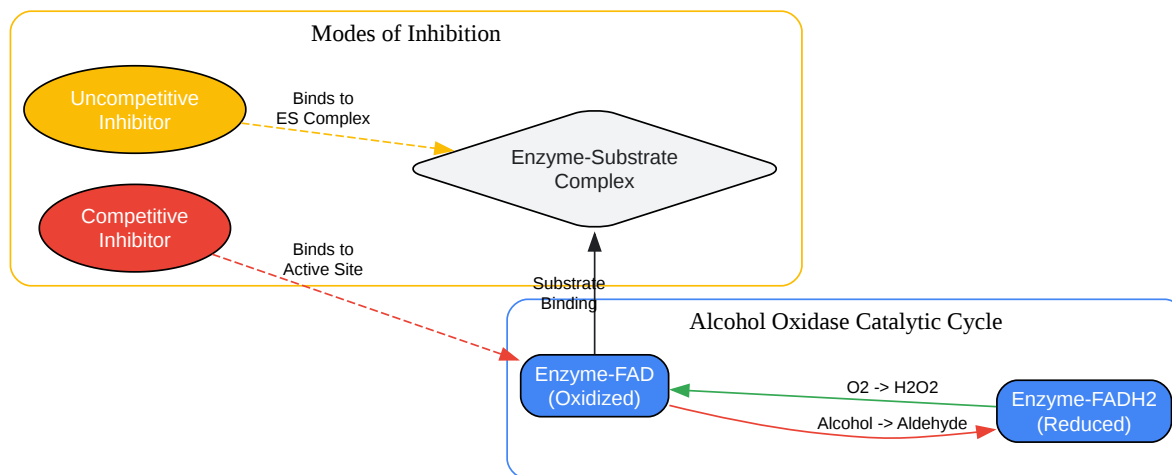 Modes of Inhibition
Uncompetitive
Inhibitor
Binds to
ES Complex
Enzyme-Substrate
Complex
Competitive
Inhibitor
Binds to
Active Site
Substrate
Binding
Alcohol Oxidase Catalytic Cycle
Enzyme-FAD
(Oxidized)
O2 -> H2O2
Alcohol -> Aldehyde
Enzyme-FADH2
(Reduced)